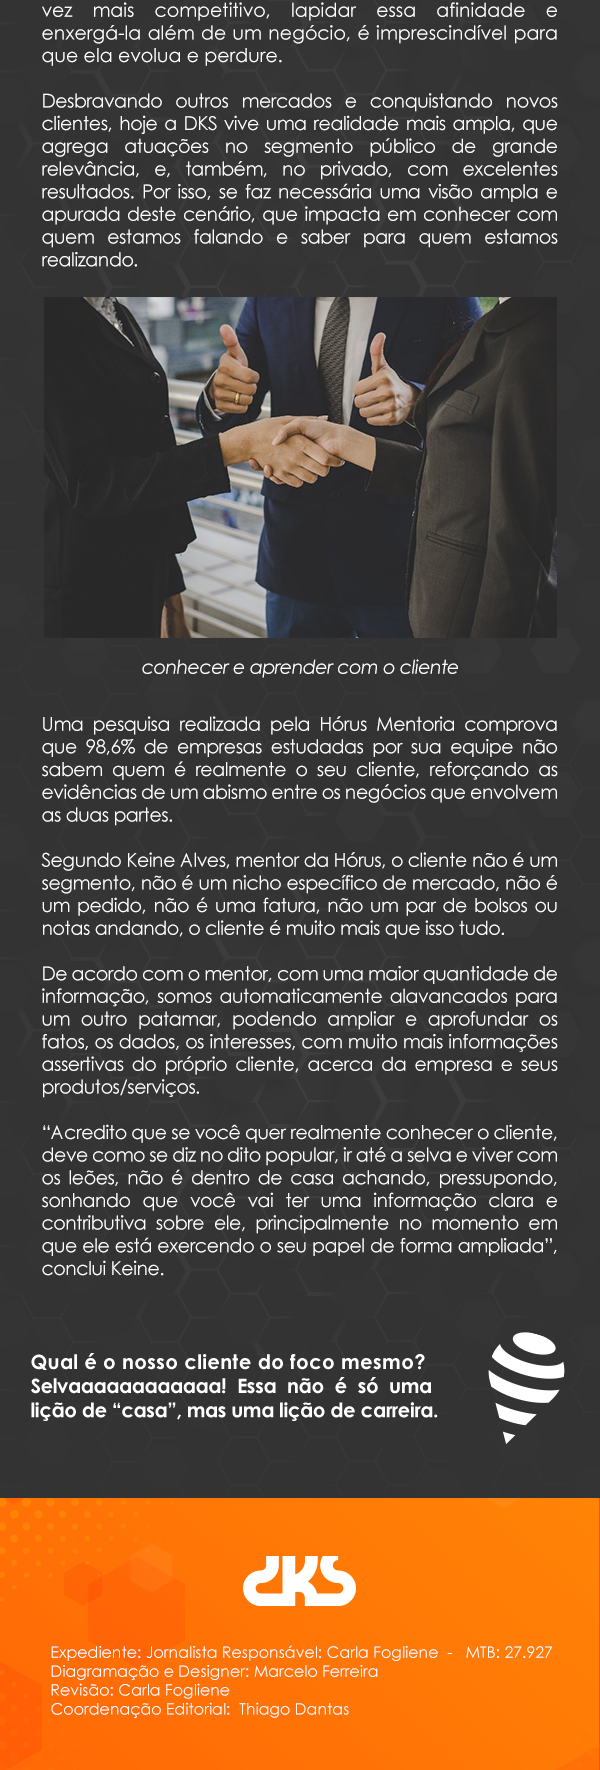 vez mais competitivo, lapidar essa afinidade e
enxergá-la além de um negócio, é imprescindível para
que ela evolua e perdure.
Desbravando outros mercados e conquistando novos
clientes, hoje a DKS vive uma realidade mais ampla, que
agrega atuações no segmento público de grande
relevância, e, também, no privado, com excelentes
resultados. Por isso, se faz necessária uma visão ampla e
apurada deste cenário, que impacta em conhecer com
quem estamos falando e saber para quem estamos
realizando.
conhecer e aprender com o cliente
Uma pesquisa realizada pela Hórus Mentoria comprova
que 98,6% de empresas estudadas por sua equipe não
sabem quem é realmente o seu cliente, reforçando as
evidências de um abismo entre os negócios que envolvem
as duas partes.
Segundo Keine Alves, mentor da Hórus, o cliente não é um
segmento, não é um nicho específico de mercado, não é
um pedido, não é uma fatura, não um par de bolsos ou
notas andando, o cliente é muito mais que isso tudo.
De acordo com o mentor, com uma maior quantidade de
informação, somos automaticamente alavancados para
um outro patamar, podendo ampliar e aprofundar os
fatos, os dados, os interesses, com muito mais informações
assertivas do próprio cliente, acerca da empresa e seus
produtos/serviços.
“Acredito que se você quer realmente conhecer o cliente,
deve como se diz no dito popular, ir até a selva e viver com
os leões, não é dentro de casa achando, pressupondo,
sonhando que você vai ter uma informação clara e
contributiva sobre ele, principalmente no momento em
que ele está exercendo o seu papel de forma ampliada”,
conclui Keine.
Qual é o nosso cliente do foco mesmo?
Selvaaaaaaaaaaaa! Essa não é só uma
lição de “casa”, mas uma lição de carreira.
DKS
Expediente: Jornalista Responsável: Carla Fogliene - MTB: 27.927
Diagramação e Designer: Marcelo Ferreira
Revisão: Carla Fogliene
Coordenação Editorial: Thiago Dantas